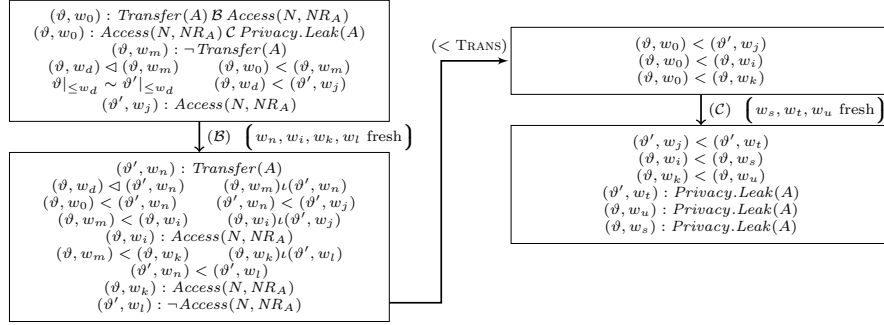 (ϑ, w₀) : Transfer(A) ℬ Access(N, NR_A)
(ϑ, w₀) : Access(N, NR_A) 𝒞 Privacy.Leak(A)
(ϑ, w_m) : ¬Transfer(A)
(ϑ, w_d) ⊲ (ϑ, w_m) (ϑ, w₀) < (ϑ, w_m)
ϑ|_{≤w_d} ∼ ϑ′|_{≤w_d} (ϑ, w_d) < (ϑ′, w_j)
(ϑ′, w_j) : Access(N, NR_A)
(ℬ) { w_n, w_i, w_k, w_l fresh }
(ϑ′, w_n) : Transfer(A)
(ϑ, w_d) ⊲ (ϑ′, w_n) (ϑ, w_m)ι(ϑ′, w_n)
(ϑ, w₀) < (ϑ′, w_n) (ϑ′, w_n) < (ϑ′, w_j)
(ϑ, w_m) < (ϑ, w_i) (ϑ, w_i)ι(ϑ′, w_j)
(ϑ, w_i) : Access(N, NR_A)
(ϑ, w_m) < (ϑ, w_k) (ϑ, w_k)ι(ϑ′, w_l)
(ϑ′, w_n) < (ϑ′, w_l)
(ϑ, w_k) : Access(N, NR_A)
(ϑ′, w_l) : ¬Access(N, NR_A)
(< Trans)
(ϑ, w₀) < (ϑ′, w_j)
(ϑ, w₀) < (ϑ, w_i)
(ϑ, w₀) < (ϑ, w_k)
(𝒞) { w_s, w_t, w_u fresh }
(ϑ′, w_j) < (ϑ′, w_t)
(ϑ, w_i) < (ϑ, w_s)
(ϑ, w_k) < (ϑ, w_u)
(ϑ′, w_t) : Privacy.Leak(A)
(ϑ, w_u) : Privacy.Leak(A)
(ϑ, w_s) : Privacy.Leak(A)